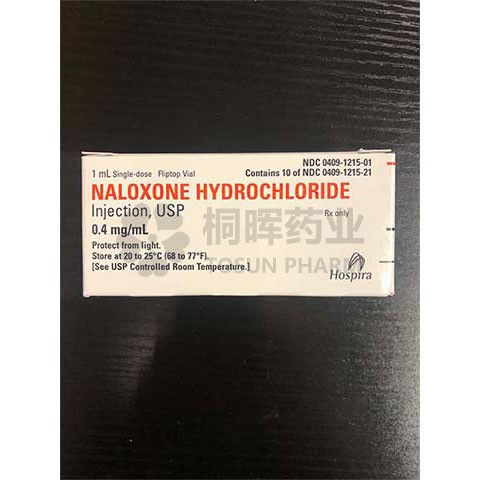 NDC 0409-1215-01
1 mL Single-dose Fliptop Vial
Contains 10 of NDC 0409-1215-21
NALOXONE HYDROCHLORIDE
Injection, USP
Rx only
0.4 mg/mL
桐晖药业
Protect from light.
Store at 20 to 25°C (68 to 77°F).
TOSUN PHARM
[See USP Controlled Room Temperature.]
Hospira